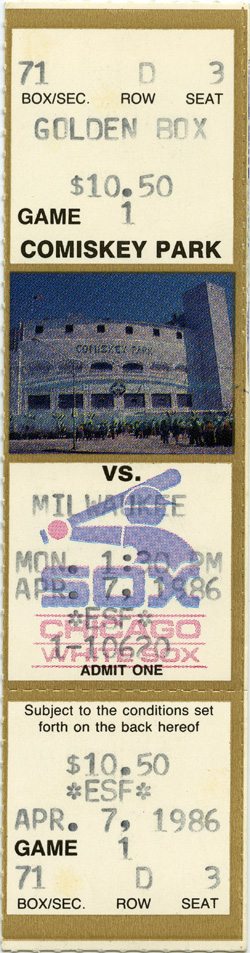 71 D 3
BOX/SEC. ROW SEAT
GOLDEN BOX
$10.50
GAME 1
COMISKEY PARK
COMISKEY PARK
VS.
MILWAUKEE
MON. 1:30 PM
APR. 7, 1986
SOX
*ESF*
CHICAGO
1-10620
WHITE SOX
ADMIT ONE
Subject to the conditions set
forth on the back hereof
$10.50
*ESF*
APR. 7, 1986
GAME 1
71 D 3
BOX/SEC. ROW SEAT